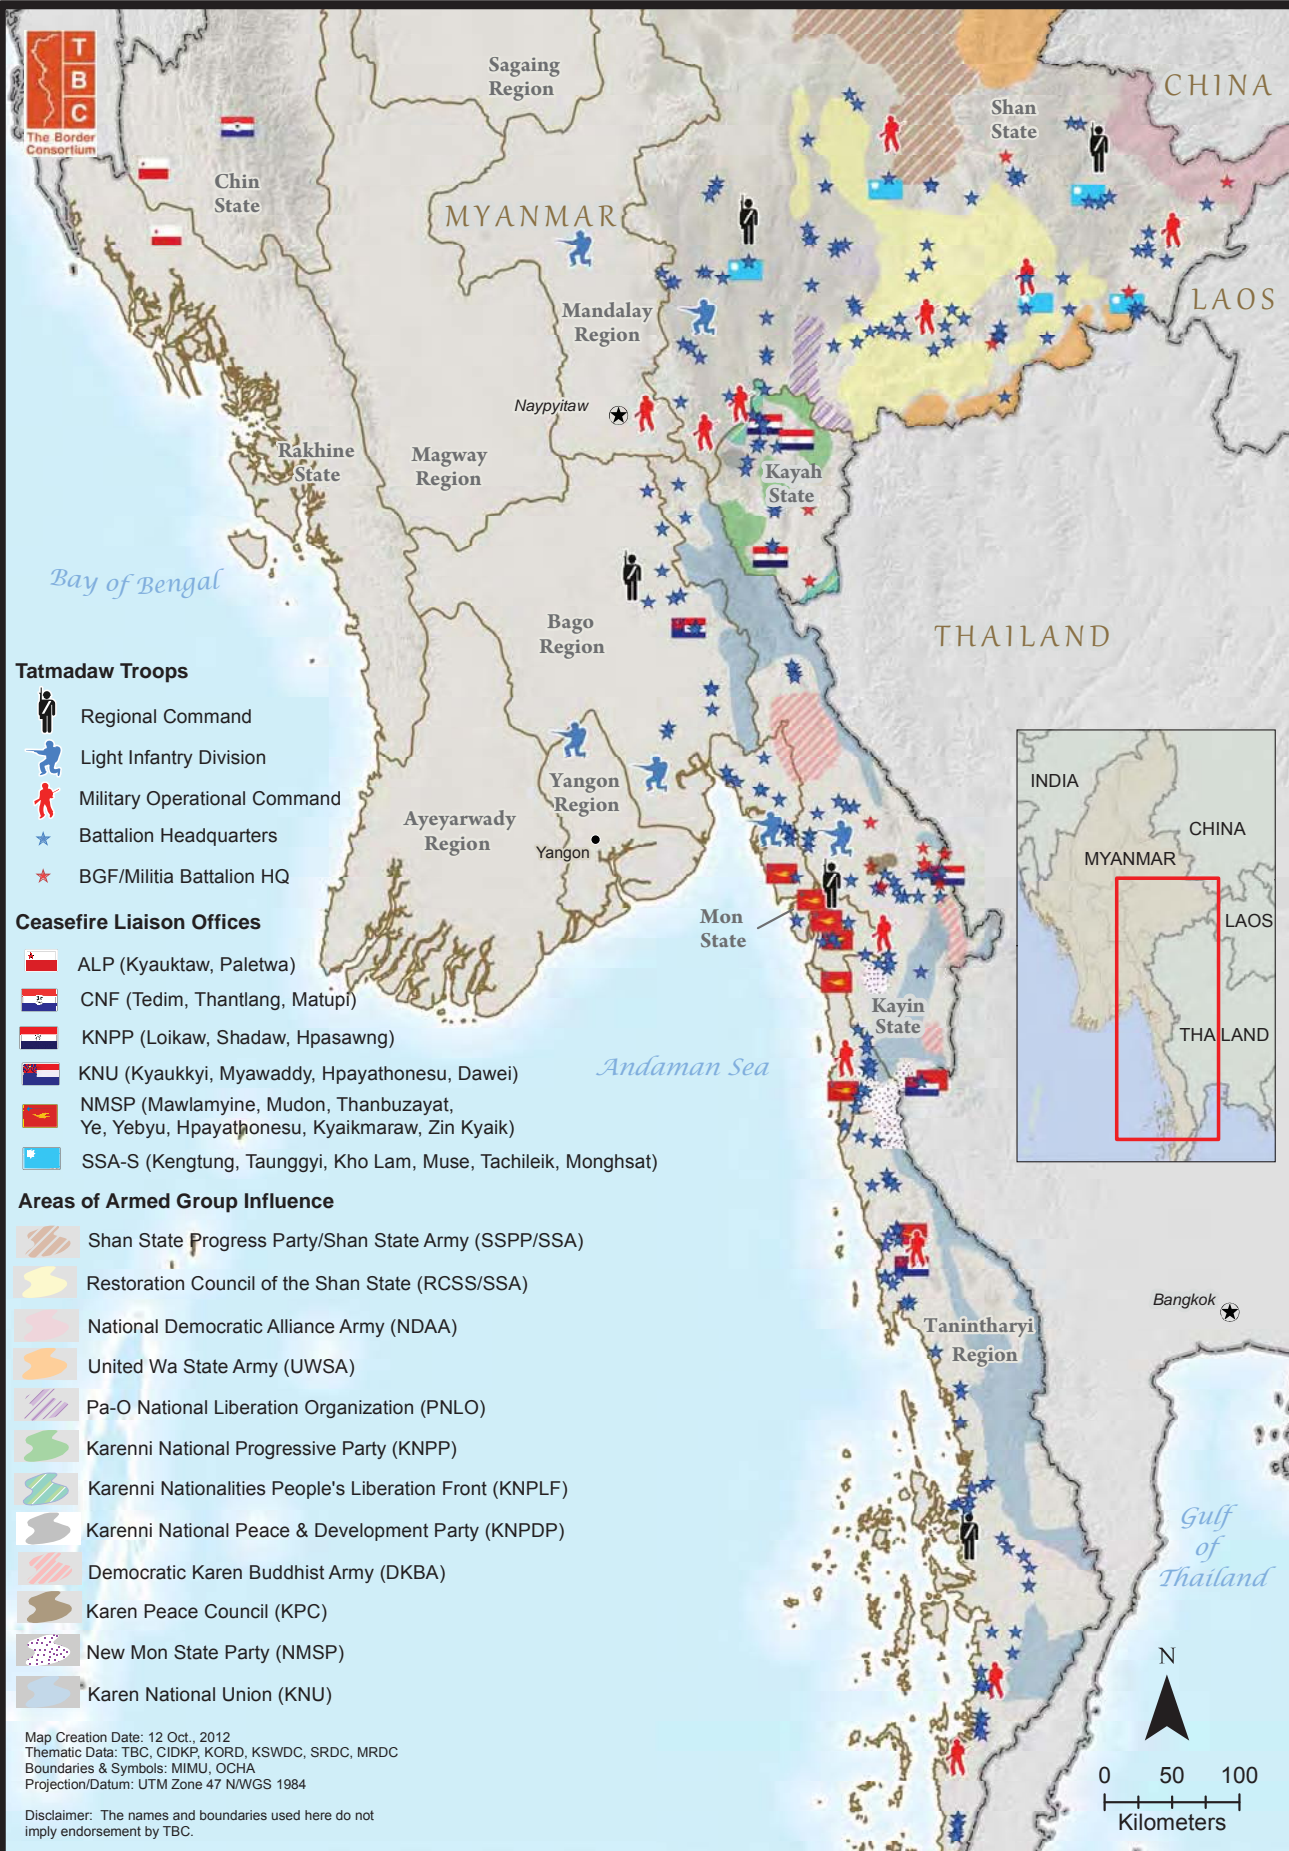 T
B
C
The Border
Consortium
Sagaing
Region
Shan
State
CHINA
Chin
State
MYANMAR
LAOS
Mandalay
Region
Naypyitaw
Rakhine
State
Magway
Region
Kayah
State
Bay of Bengal
Bago
Region
THAILAND
Yangon
Region
Ayeyarwady
Region
Yangon
Mon
State
Kayin
State
Andaman Sea
Tanintharyi
Region
Bangkok
Gulf
of
Thailand
INDIA
CHINA
MYANMAR
LAOS
THAILAND
Tatmadaw Troops
Regional Command
Light Infantry Division
Military Operational Command
Battalion Headquarters
BGF/Militia Battalion HQ
Ceasefire Liaison Offices
ALP (Kyauktaw, Paletwa)
CNF (Tedim, Thantlang, Matupi)
KNPP (Loikaw, Shadaw, Hpasawng)
KNU (Kyaukkyi, Myawaddy, Hpayathonesu, Dawei)
NMSP (Mawlamyine, Mudon, Thanbuzayat,
Ye, Yebyu, Hpayathonesu, Kyaikmaraw, Zin Kyaik)
SSA-S (Kengtung, Taunggyi, Kho Lam, Muse, Tachileik, Monghsat)
Areas of Armed Group Influence
Shan State Progress Party/Shan State Army (SSPP/SSA)
Restoration Council of the Shan State (RCSS/SSA)
National Democratic Alliance Army (NDAA)
United Wa State Army (UWSA)
Pa-O National Liberation Organization (PNLO)
Karenni National Progressive Party (KNPP)
Karenni Nationalities People's Liberation Front (KNPLF)
Karenni National Peace & Development Party (KNPDP)
Democratic Karen Buddhist Army (DKBA)
Karen Peace Council (KPC)
New Mon State Party (NMSP)
Karen National Union (KNU)
Map Creation Date: 12 Oct., 2012
Thematic Data: TBC, CIDKP, KORD, KSWDC, SRDC, MRDC
Boundaries & Symbols: MIMU, OCHA
Projection/Datum: UTM Zone 47 N/WGS 1984
Disclaimer: The names and boundaries used here do not
imply endorsement by TBC.
N
0 50 100
Kilometers